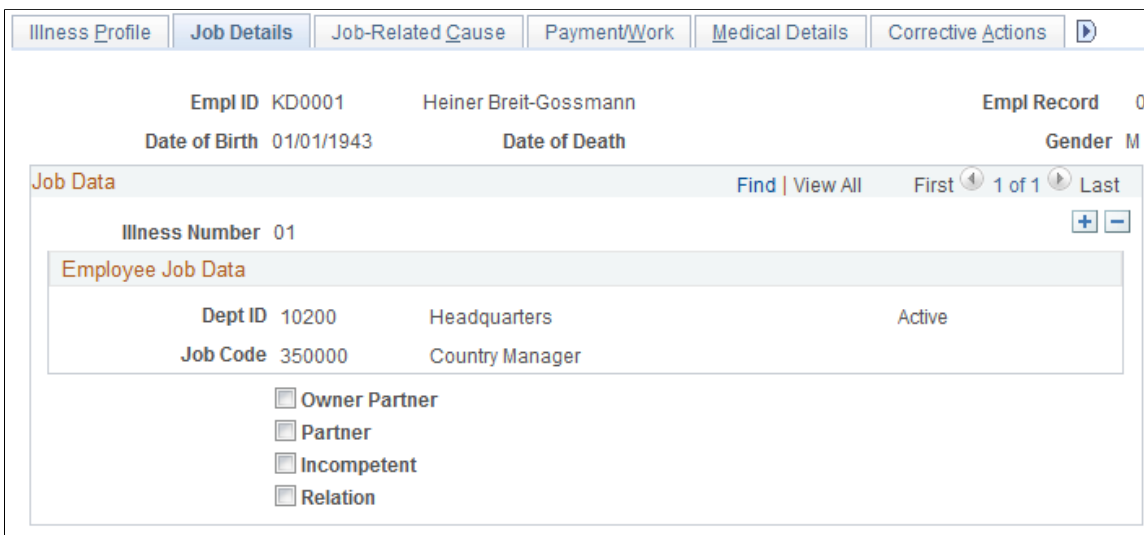 Illness Profile Job Details Job-Related Cause Payment/Work Medical Details Corrective Actions
Empl ID KD0001 Heiner Breit-Gossmann Empl Record 0
Date of Birth 01/01/1943 Date of Death Gender M
Job Data Find | View All First 1 of 1 Last
Illness Number 01
Employee Job Data
Dept ID 10200 Headquarters Active
Job Code 350000 Country Manager
Owner Partner
Partner
Incompetent
Relation